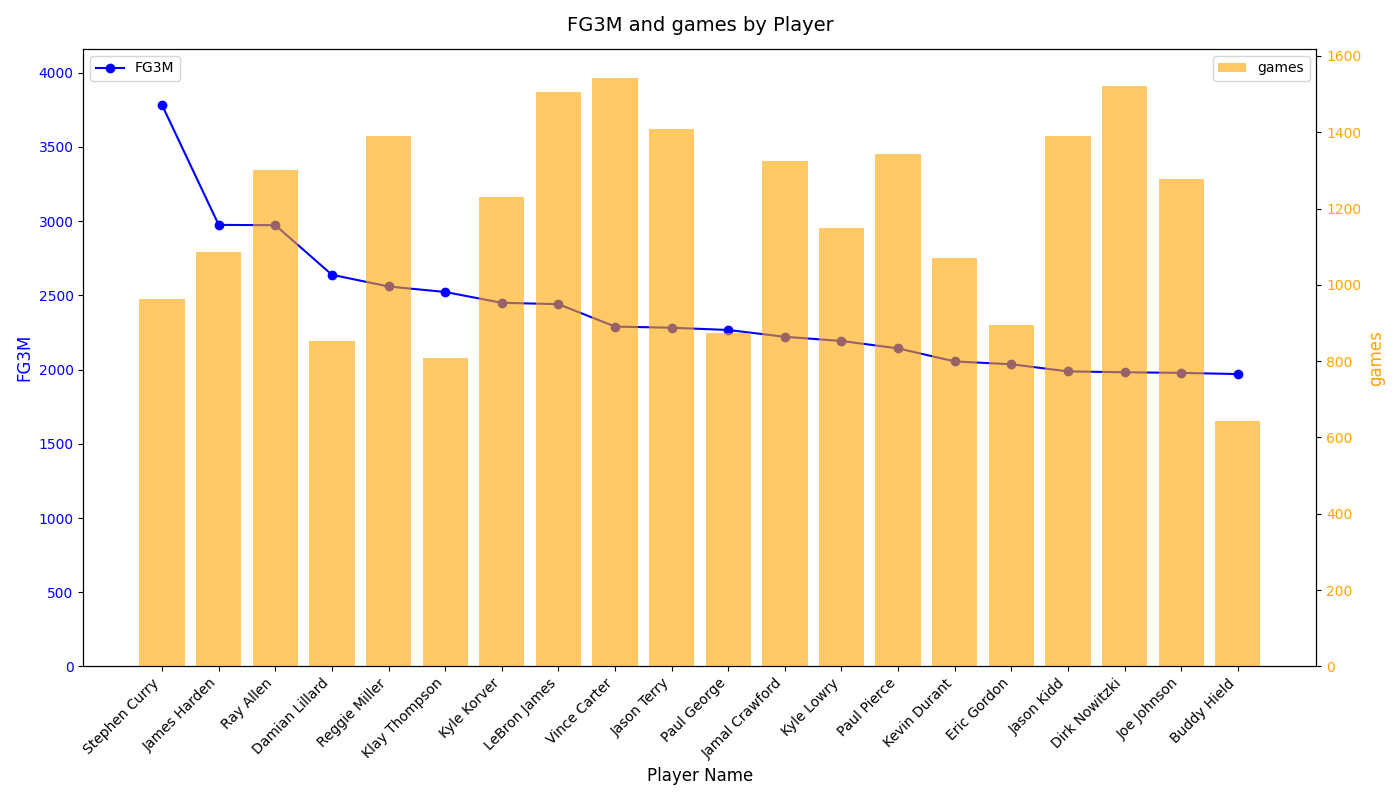 FG3M and games by Player
FG3M
games
4000
3500
3000
2500
2000
1500
1000
500
0
FG3M
1600
1400
1200
1000
800
600
400
200
0
games
Stephen Curry
James Harden
Ray Allen
Damian Lillard
Reggie Miller
Klay Thompson
Kyle Korver
LeBron James
Vince Carter
Jason Terry
Paul George
Jamal Crawford
Kyle Lowry
Paul Pierce
Kevin Durant
Eric Gordon
Jason Kidd
Dirk Nowitzki
Joe Johnson
Buddy Hield
Player Name